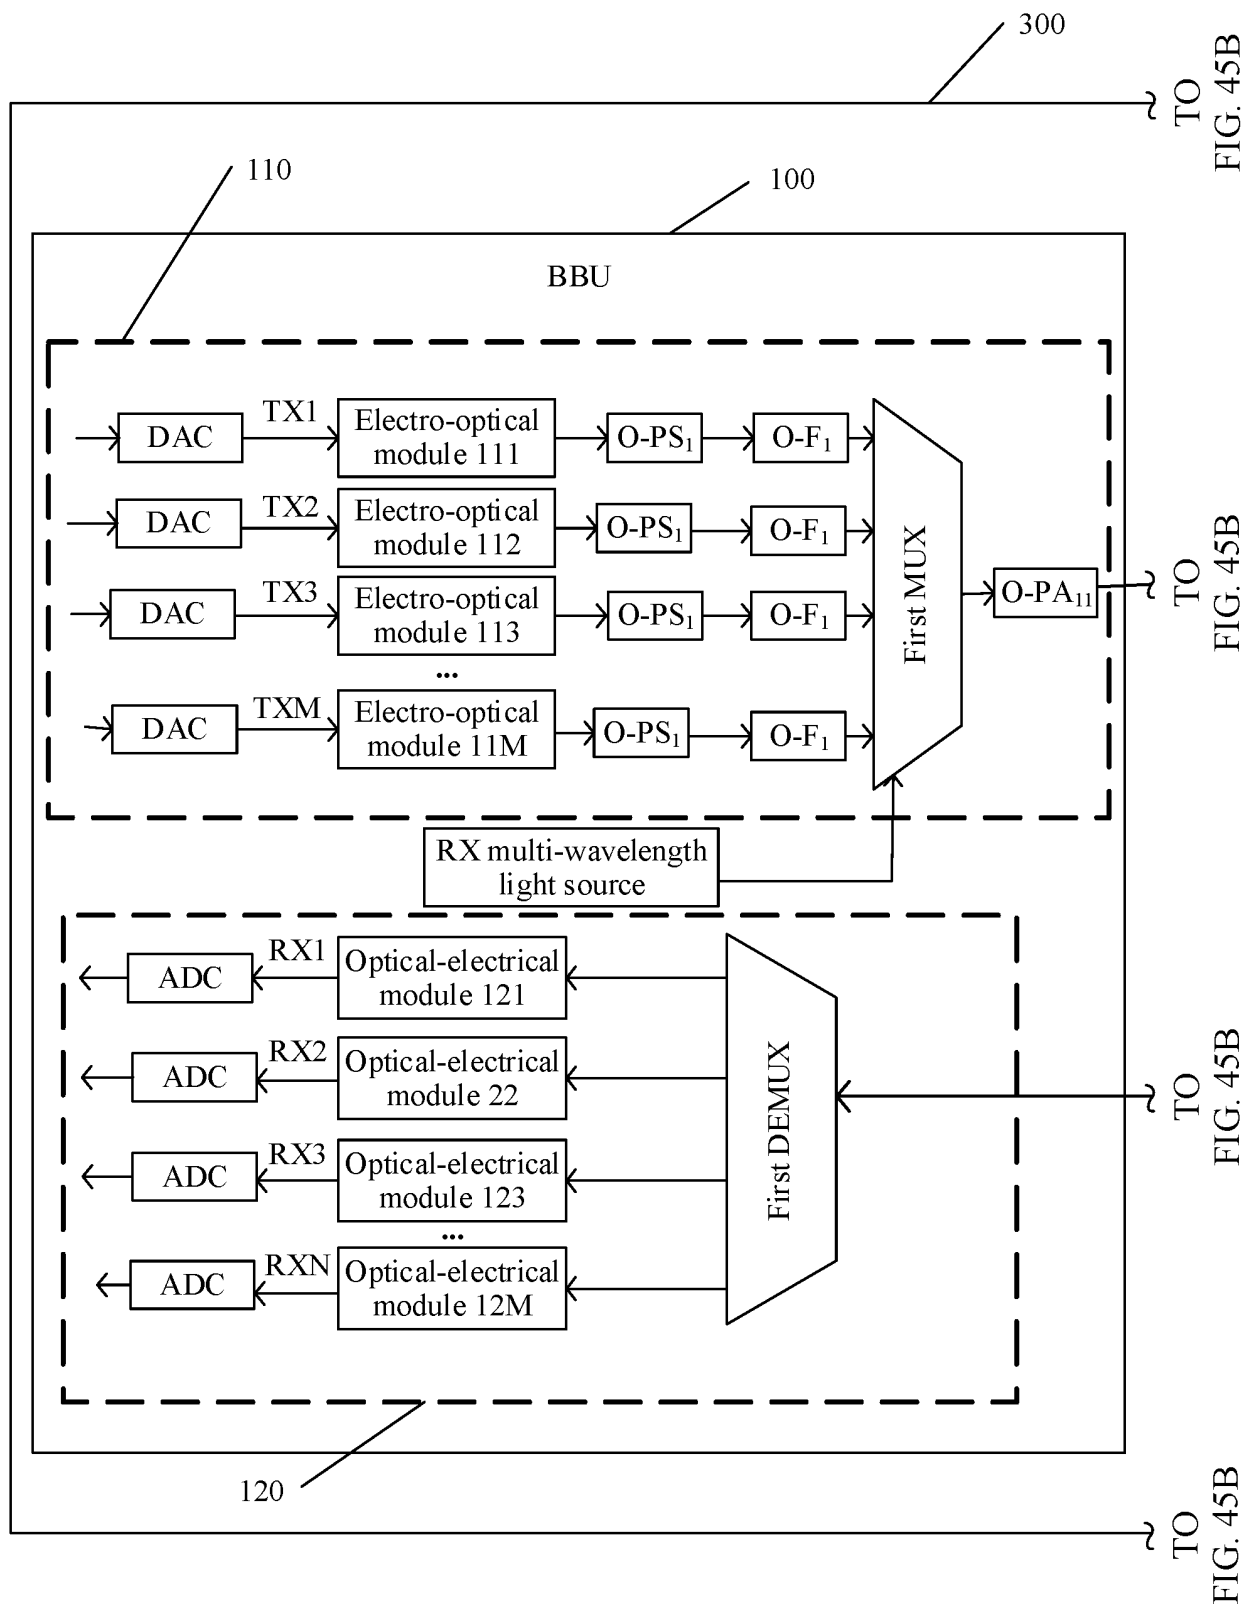 300
TO
FIG. 45B
110
100
BBU
DAC
TX1
Electro-optical
module 111
O-PS1
O-F1
DAC
TX2
Electro-optical
module 112
O-PS1
O-F1
DAC
TX3
Electro-optical
module 113
O-PS1
O-F1
...
DAC
TXM
Electro-optical
module 11M
O-PS1
O-F1
First MUX
O-PA11
TO
FIG. 45B
RX multi-wavelength
light source
ADC
RX1
Optical-electrical
module 121
ADC
RX2
Optical-electrical
module 22
ADC
RX3
Optical-electrical
module 123
...
ADC
RXN
Optical-electrical
module 12M
First DEMUX
TO
FIG. 45B
120
TO
FIG. 45B